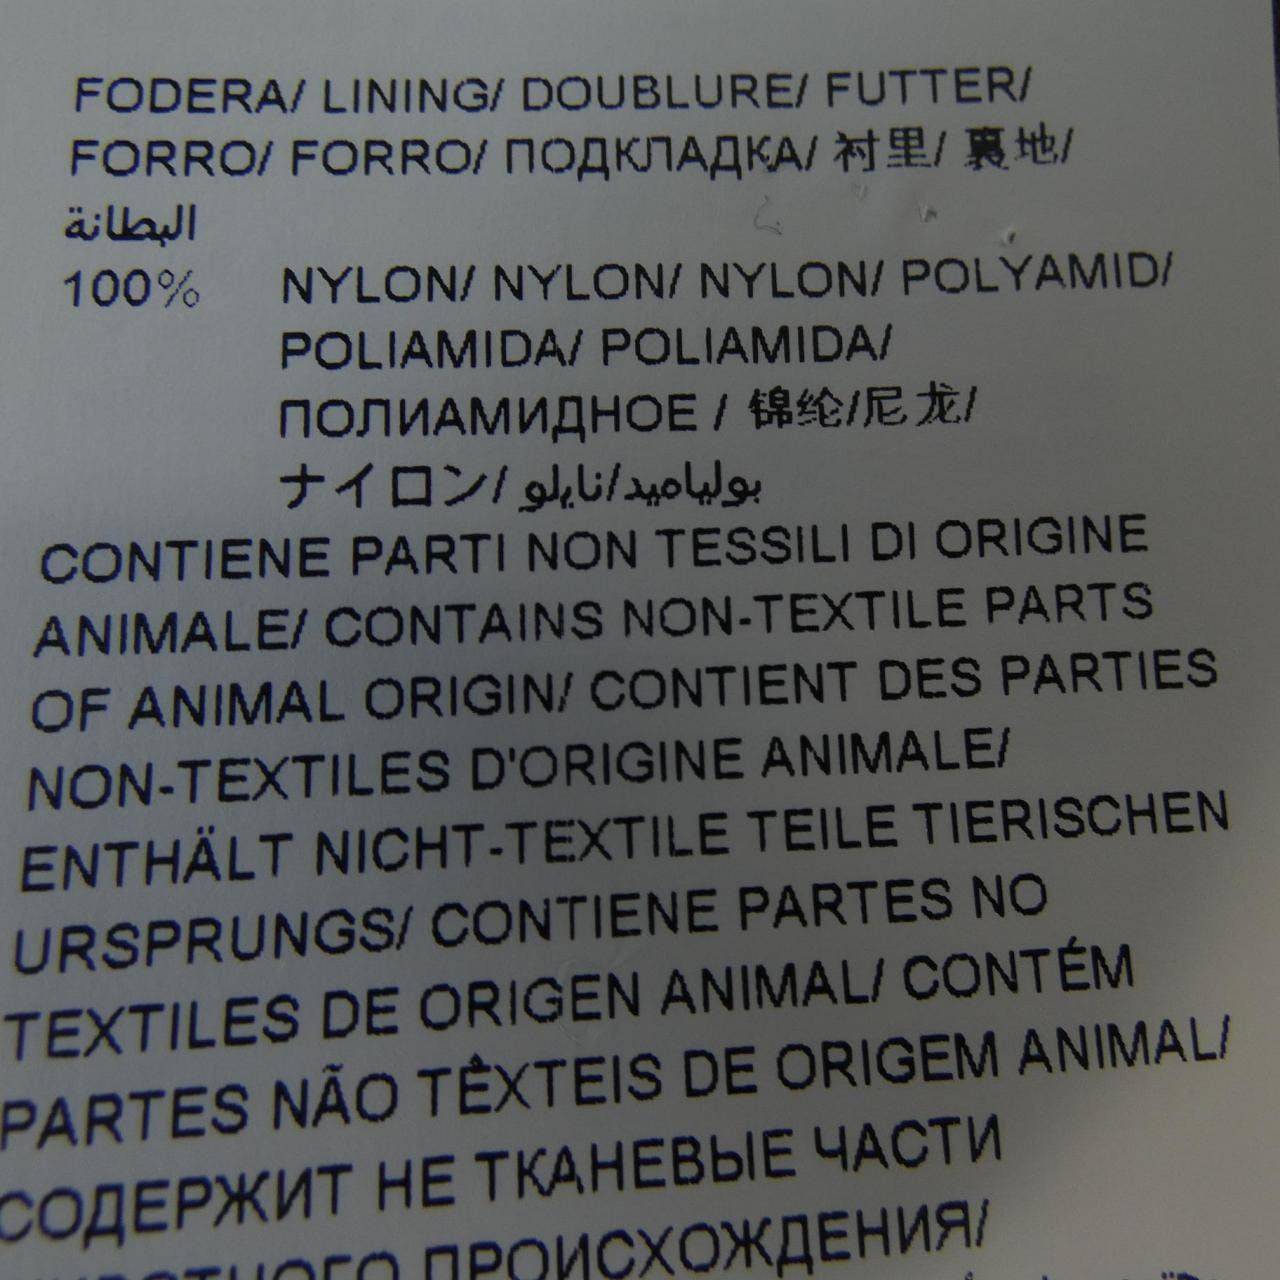 FODERA/ LINING/ DOUBLURE/ FUTTER/
FORRO/ FORRO/ ПОДКЛАДКА/ 衬里/ 裏地/
البطانة
100% NYLON/ NYLON/ NYLON/ POLYAMID/
POLIAMIDA/ POLIAMIDA/
ПОЛИАМИДНОЕ / 锦纶/尼龙/
ナイロン/ بولياميد/نايلو
CONTIENE PARTI NON TESSILI DI ORIGINE
ANIMALE/ CONTAINS NON-TEXTILE PARTS
OF ANIMAL ORIGIN/ CONTIENT DES PARTIES
NON-TEXTILES D'ORIGINE ANIMALE/
ENTHÄLT NICHT-TEXTILE TEILE TIERISCHEN
URSPRUNGS/ CONTIENE PARTES NO
TEXTILES DE ORIGEN ANIMAL/ CONTÉM
PARTES NÃO TÊXTEIS DE ORIGEM ANIMAL/
СОДЕРЖИТ НЕ ТКАНЕВЫЕ ЧАСТИ
ПРОИСХОЖДЕНИЯ/